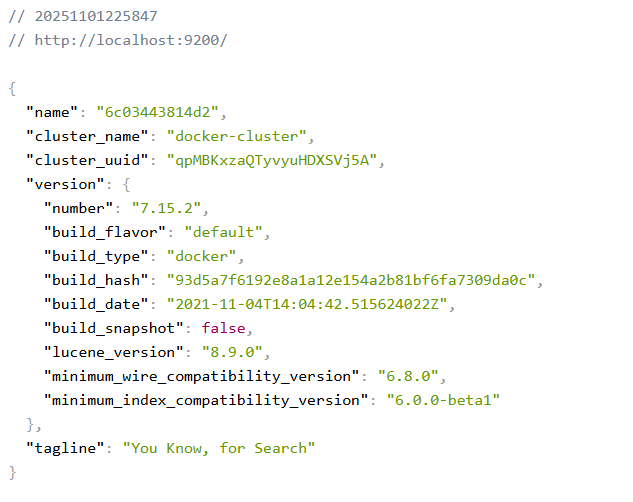 // 20251101225847
// http://localhost:9200/
{
"name": "6c03443814d2",
"cluster_name": "docker-cluster",
"cluster_uuid": "qpMBKxzaQTyvyuHDXSVj5A",
"version": {
"number": "7.15.2",
"build_flavor": "default",
"build_type": "docker",
"build_hash": "93d5a7f6192e8a1a12e154a2b81bf6fa7309da0c",
"build_date": "2021-11-04T14:04:42.515624022Z",
"build_snapshot": false,
"lucene_version": "8.9.0",
"minimum_wire_compatibility_version": "6.8.0",
"minimum_index_compatibility_version": "6.0.0-beta1"
},
"tagline": "You Know, for Search"
}